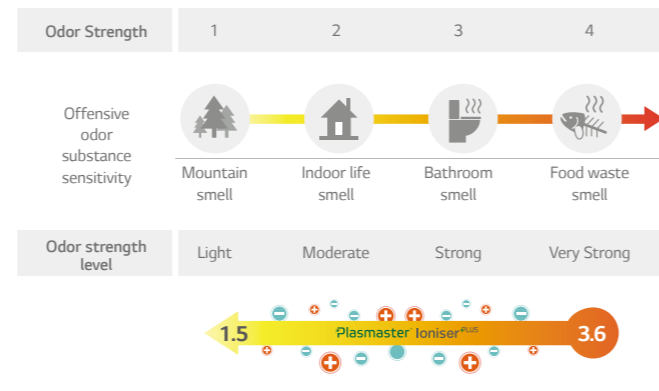 Odor Strength 1 2 3 4
Offensive
odor
substance
sensitivity
Mountain
smell
Indoor life
smell
Bathroom
smell
Food waste
smell
Odor strength
level
Light Moderate Strong Very Strong
1.5 Plasmaster Ioniser PLUS 3.6